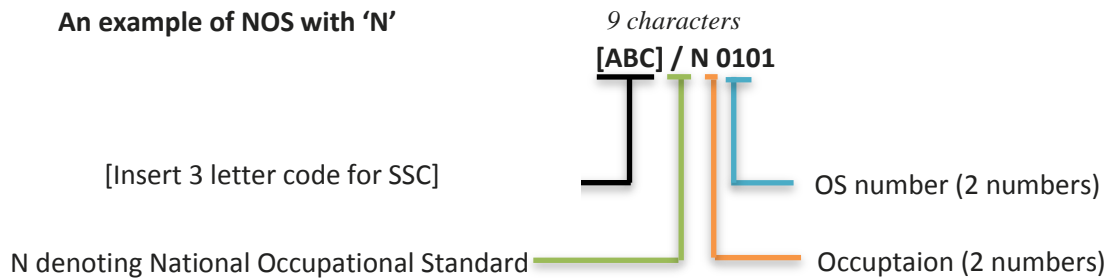 An example of NOS with ‘N’
9 characters
[ABC] / N 0101
[Insert 3 letter code for SSC]
OS number (2 numbers)
N denoting National Occupational Standard
Occuptaion (2 numbers)